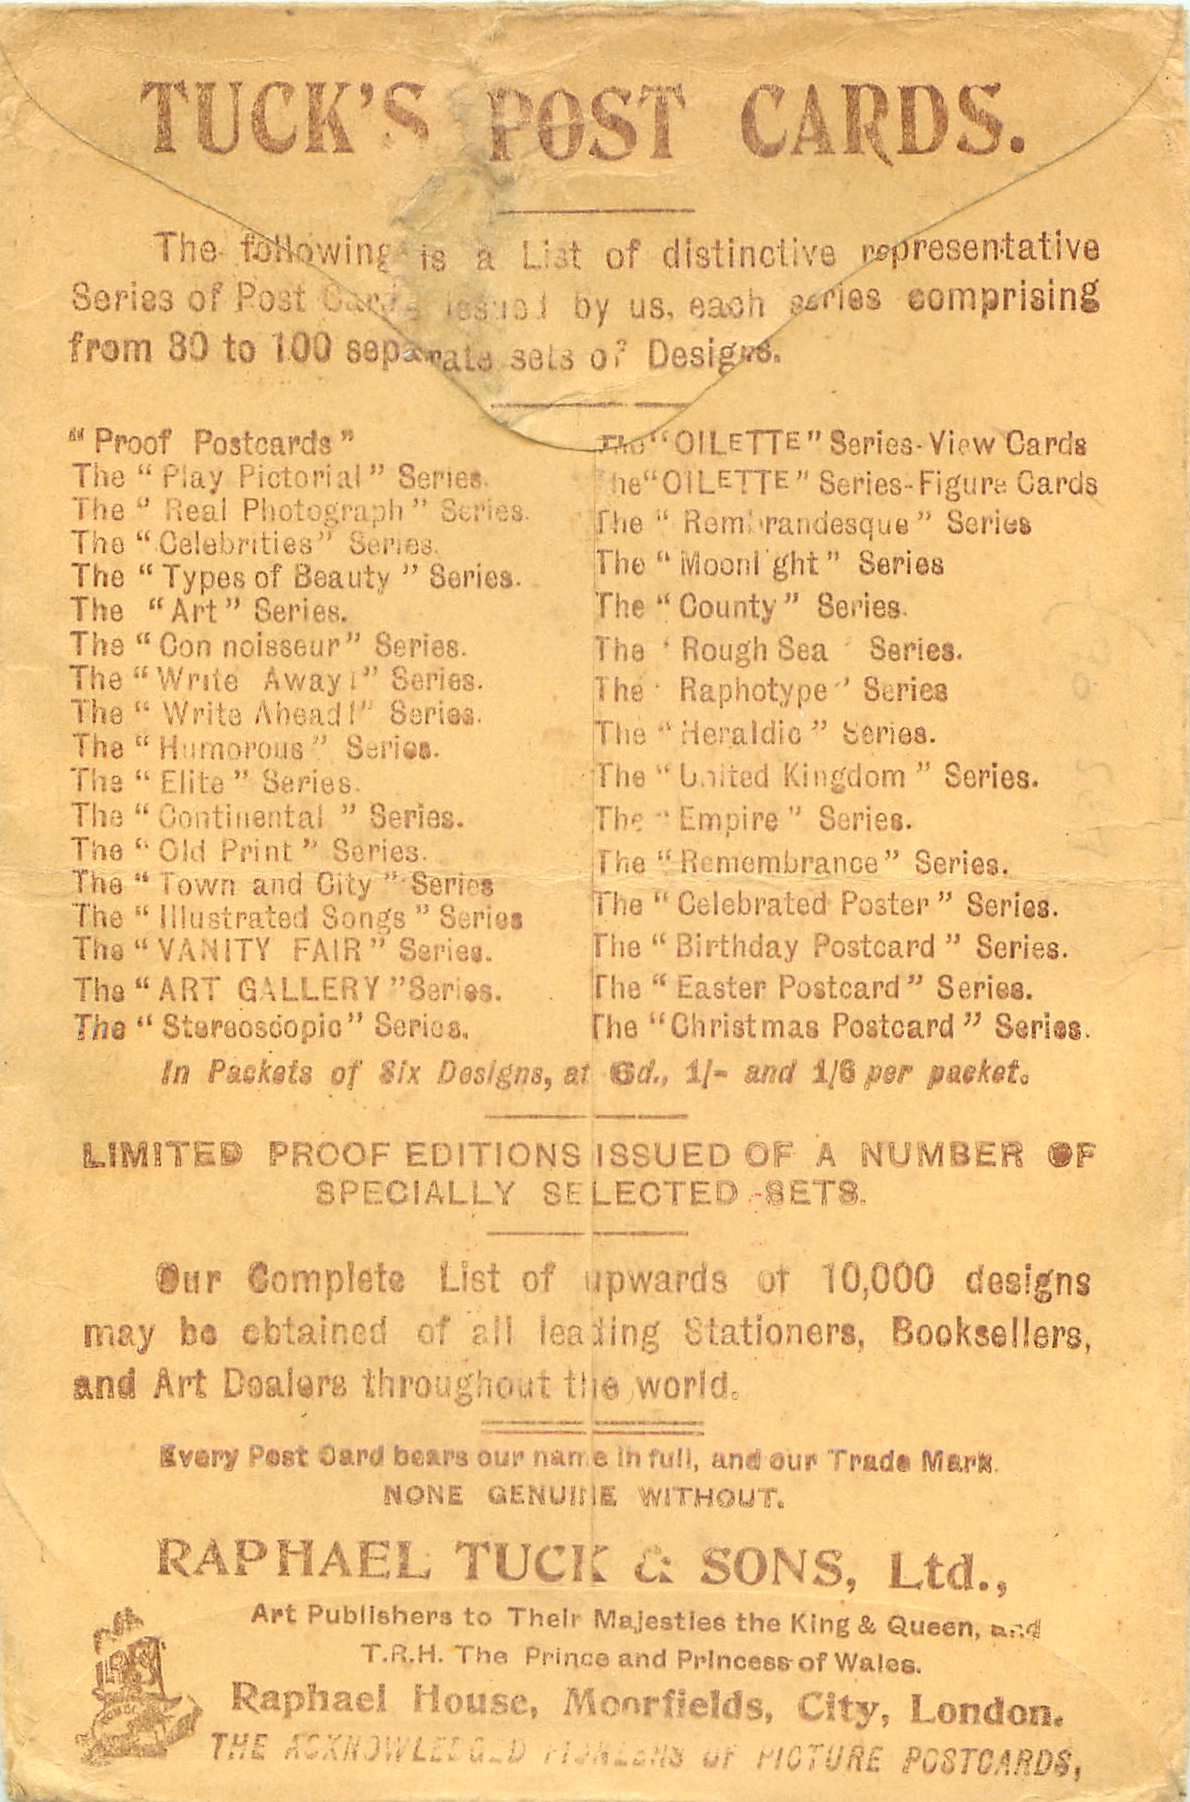 TUCK'S POST CARDS.
The following is a List of distinctive representative
Series of Post Cards issued by us, each series comprising
from 80 to 100 separate sets of Designs.
"Proof Postcards"
The "Play Pictorial" Series.
The "Real Photograph" Series.
The "Celebrities" Series.
The "Types of Beauty" Series.
The "Art" Series.
The "Connoisseur" Series.
The "Write Away!" Series.
The "Write Ahead!" Series.
The "Humorous" Series.
The "Elite" Series.
The "Continental" Series.
The "Old Print" Series.
The "Town and City" Series
The "Illustrated Songs" Series
The "VANITY FAIR" Series.
The "ART GALLERY" Series.
The "Stereoscopic" Series.
The "OILETTE" Series-View Cards
The "OILETTE" Series-Figure Cards
The "Rembrandesque" Series
The "Moonlight" Series
The "County" Series.
The "Rough Sea" Series.
The "Raphotype" Series
The "Heraldic" Series.
The "United Kingdom" Series.
The "Empire" Series.
The "Remembrance" Series.
The "Celebrated Poster" Series.
The "Birthday Postcard" Series.
The "Easter Postcard" Series.
The "Christmas Postcard" Series.
In Packets of Six Designs, at 6d., 1/- and 1/6 per packet.
LIMITED PROOF EDITIONS ISSUED OF A NUMBER OF
SPECIALLY SELECTED SETS.
Our Complete List of upwards of 10,000 designs
may be obtained of all leading Stationers, Booksellers,
and Art Dealers throughout the world.
Every Post Card bears our name in full, and our Trade Mark.
NONE GENUINE WITHOUT.
RAPHAEL TUCK & SONS, Ltd.,
Art Publishers to Their Majesties the King & Queen, and
T.R.H. The Prince and Princess of Wales.
Raphael House, Moorfields, City, London.
THE ACKNOWLEDGED PIONEERS OF PICTURE POSTCARDS,